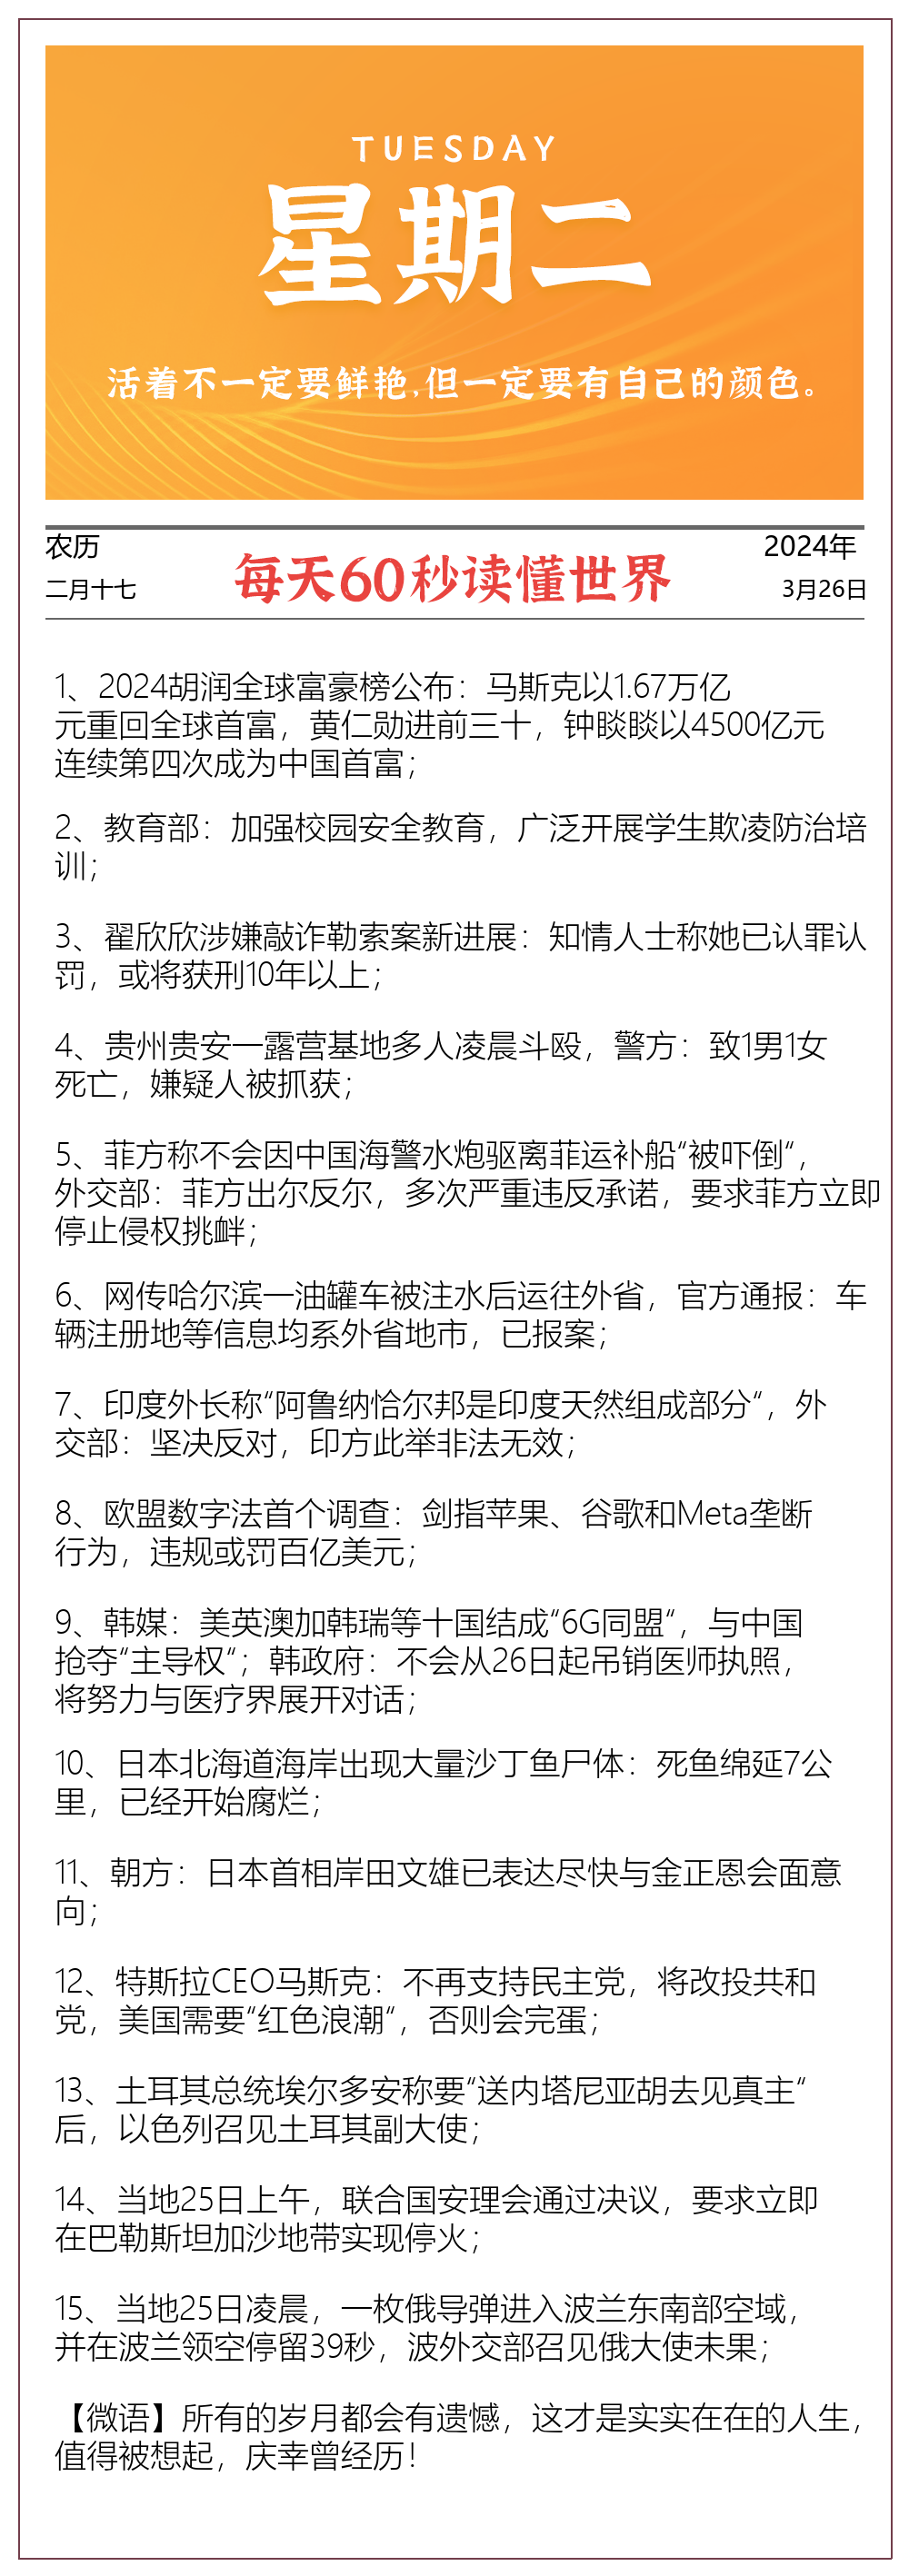 TUESDAY
星期二
活着不一定要鲜艳,但一定要有自己的颜色。
农历
二月十七
每天60秒读懂世界
2024年
3月26日
1、2024胡润全球富豪榜公布：马斯克以1.67万亿
元重回全球首富，黄仁勋进前三十，钟睒睒以4500亿元
连续第四次成为中国首富；
2、教育部：加强校园安全教育，广泛开展学生欺凌防治培
训；
3、翟欣欣涉嫌敲诈勒索案新进展：知情人士称她已认罪认
罚，或将获刑10年以上；
4、贵州贵安一露营基地多人凌晨斗殴，警方：致1男1女
死亡，嫌疑人被抓获；
5、菲方称不会因中国海警水炮驱离菲运补船“被吓倒“，
外交部：菲方出尔反尔，多次严重违反承诺，要求菲方立即
停止侵权挑衅；
6、网传哈尔滨一油罐车被注水后运往外省，官方通报：车
辆注册地等信息均系外省地市，已报案；
7、印度外长称“阿鲁纳恰尔邦是印度天然组成部分“，外
交部：坚决反对，印方此举非法无效；
8、欧盟数字法首个调查：剑指苹果、谷歌和Meta垄断
行为，违规或罚百亿美元；
9、韩媒：美英澳加韩瑞等十国结成“6G同盟“，与中国
抢夺“主导权“；韩政府：不会从26日起吊销医师执照，
将努力与医疗界展开对话；
10、日本北海道海岸出现大量沙丁鱼尸体：死鱼绵延7公
里，已经开始腐烂；
11、朝方：日本首相岸田文雄已表达尽快与金正恩会面意
向；
12、特斯拉CEO马斯克：不再支持民主党，将改投共和
党，美国需要“红色浪潮“，否则会完蛋；
13、土耳其总统埃尔多安称要“送内塔尼亚胡去见真主“
后，以色列召见土耳其副大使；
14、当地25日上午，联合国安理会通过决议，要求立即
在巴勒斯坦加沙地带实现停火；
15、当地25日凌晨，一枚俄导弹进入波兰东南部空域，
并在波兰领空停留39秒，波外交部召见俄大使未果；
【微语】所有的岁月都会有遗憾，这才是实实在在的人生，
值得被想起，庆幸曾经历！